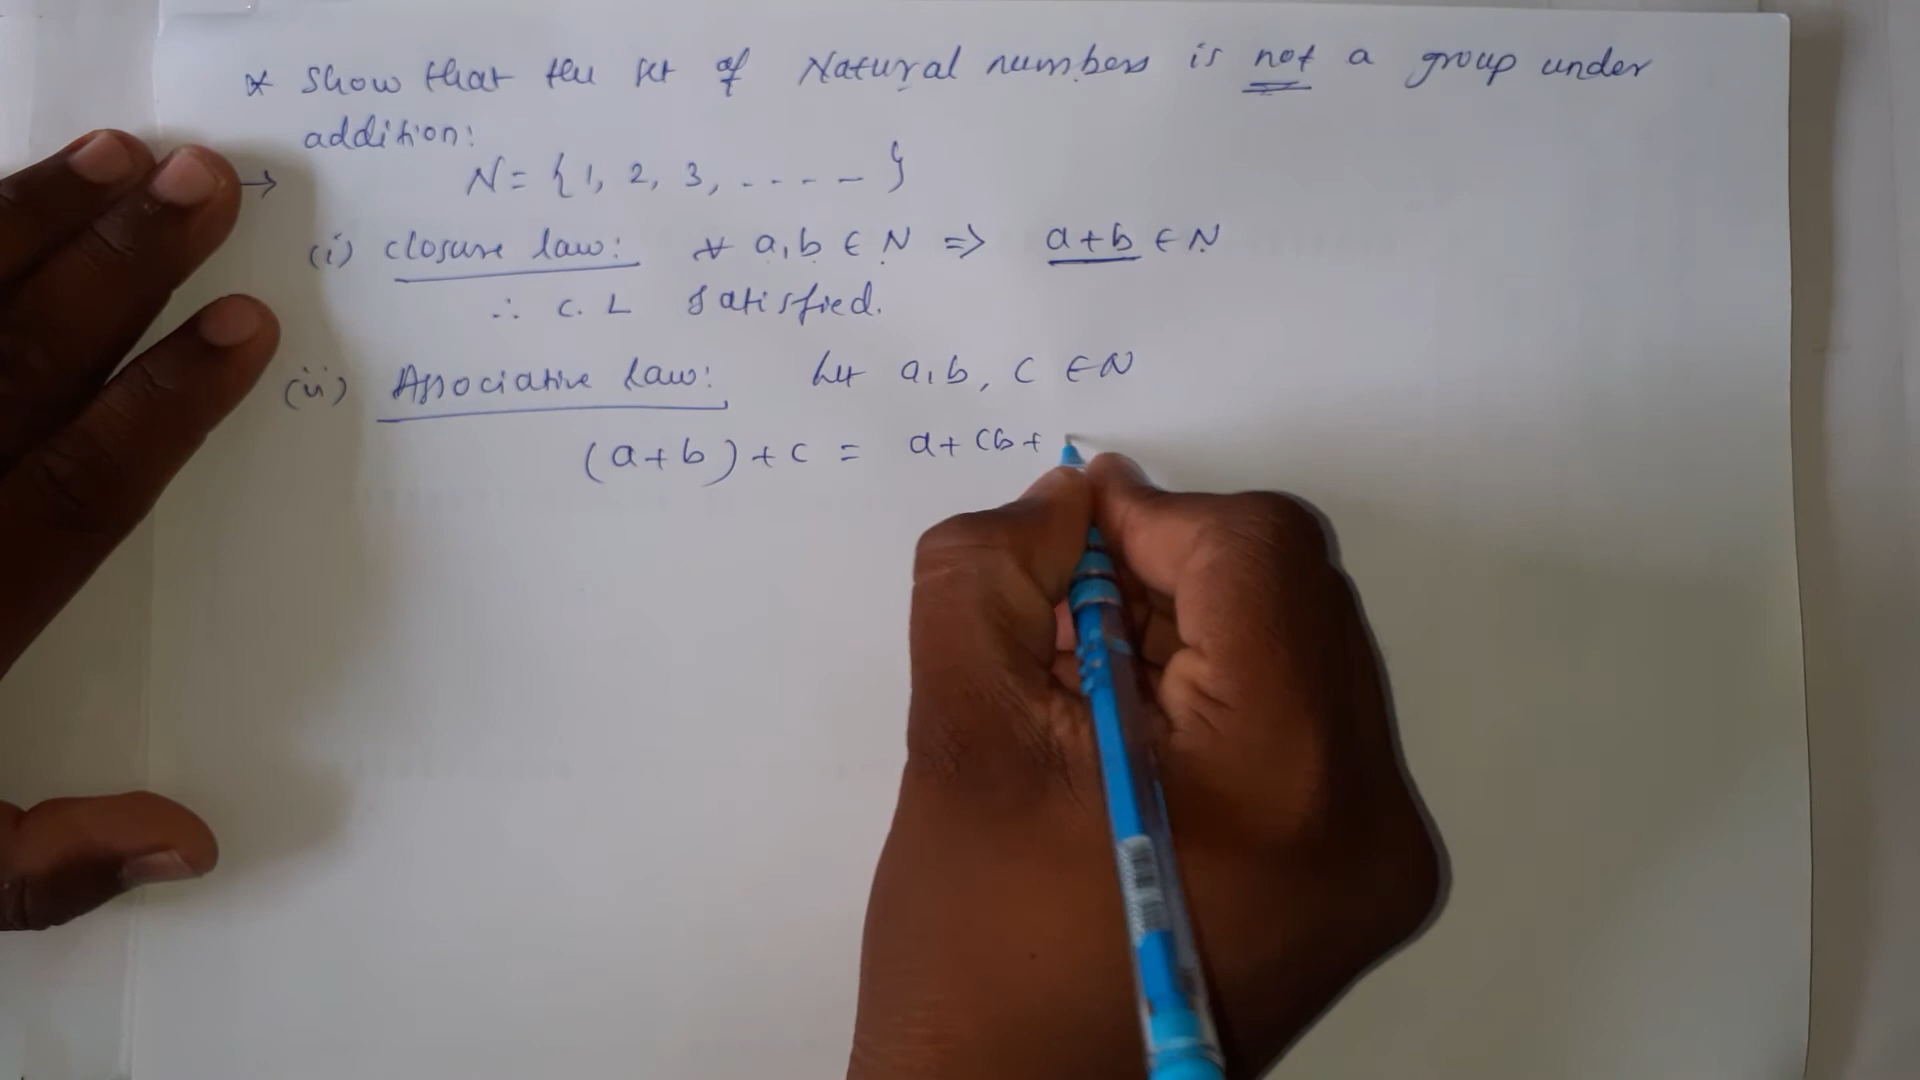 * Show that the set of Natural numbers is not a group under
addition:
→ N = { 1, 2, 3, ..... }
(i) closure law: ∀ a, b ∈ N => a+b ∈ N
∴ C. L satisfied.
(ii) Associative law: Let a, b, c ∈ N
(a+b)+c = a+(b+